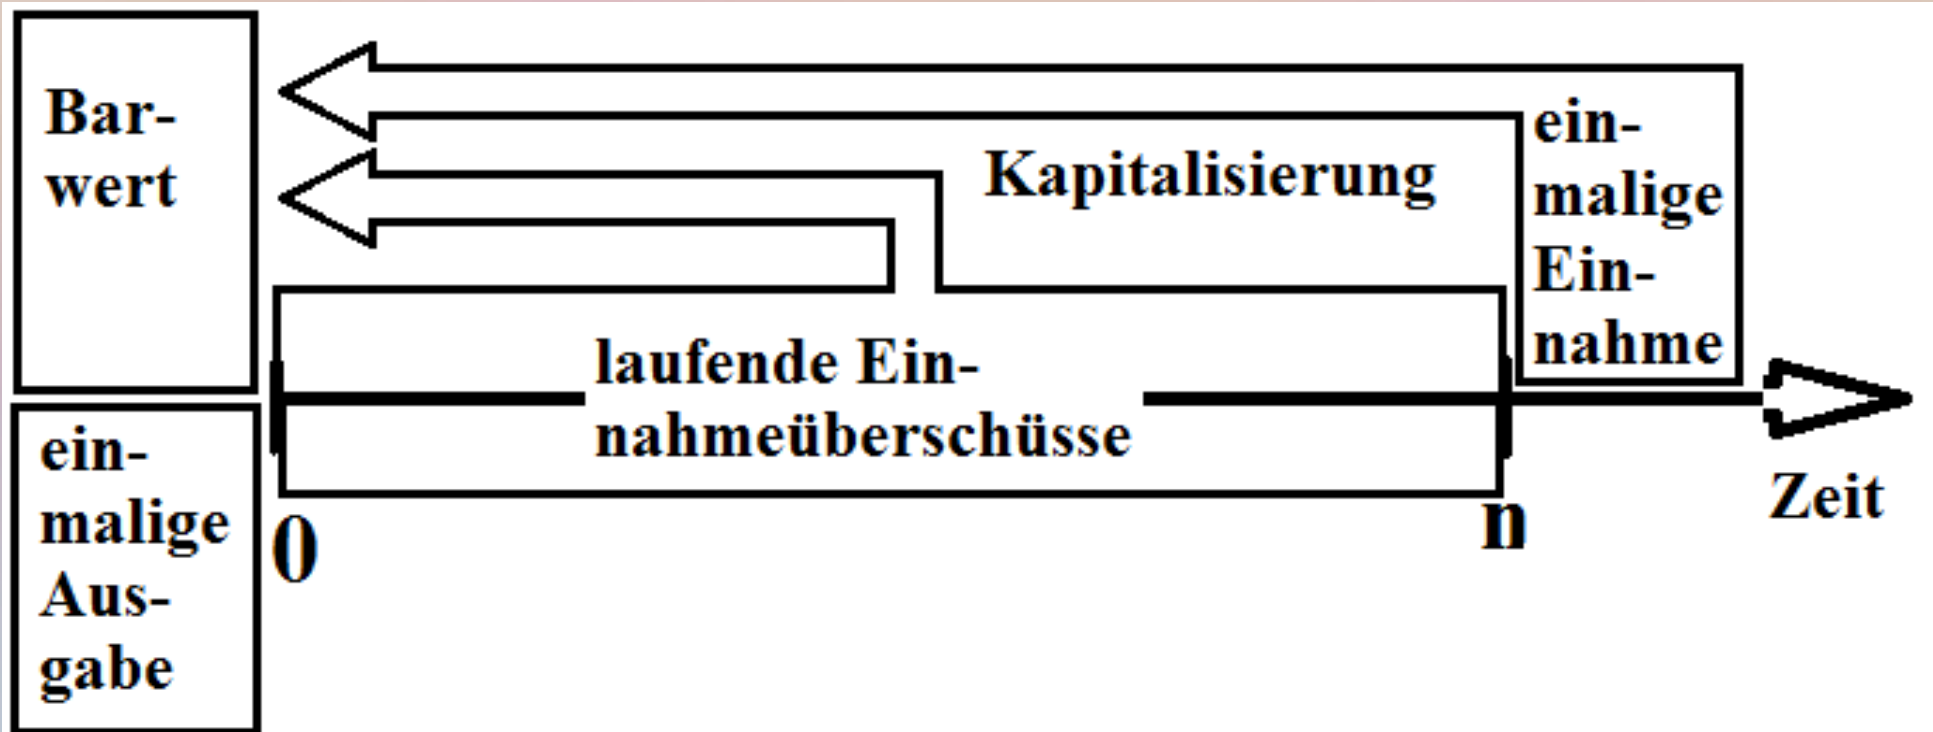 Bar-
wert
Kapitalisierung
ein-
malige
Ein-
nahme
laufende Ein-
nahmeüberschüsse
ein-
malige
Aus-
gabe
0
n
Zeit